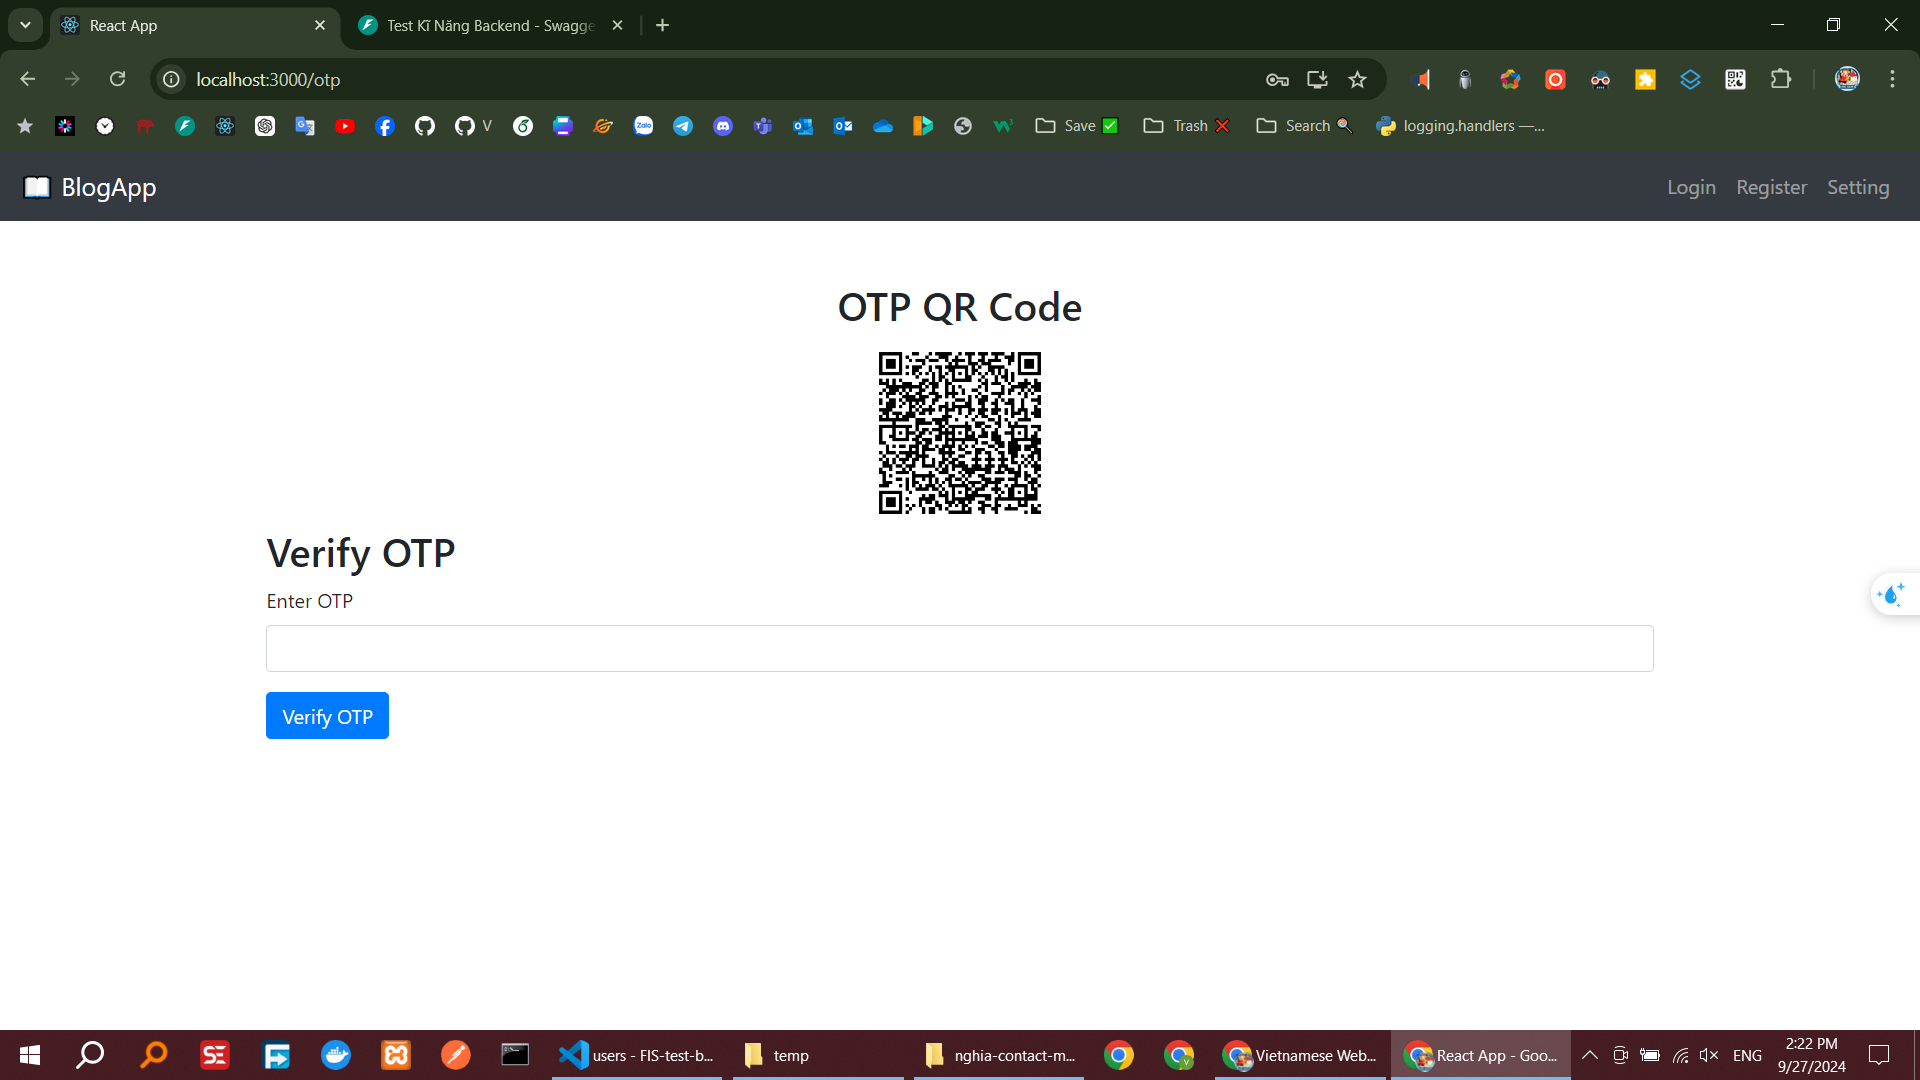 React App
Test Kĩ Năng Backend - Swagge
localhost:3000/otp
V
Save
Trash
Search
logging.handlers —...
BlogApp
Login
Register
Setting
OTP QR Code
Verify OTP
Enter OTP
Verify OTP
users - FIS-test-b...
temp
nghia-contact-m...
Vietnamese Web...
React App - Goo...
ENG
2:22 PM
9/27/2024